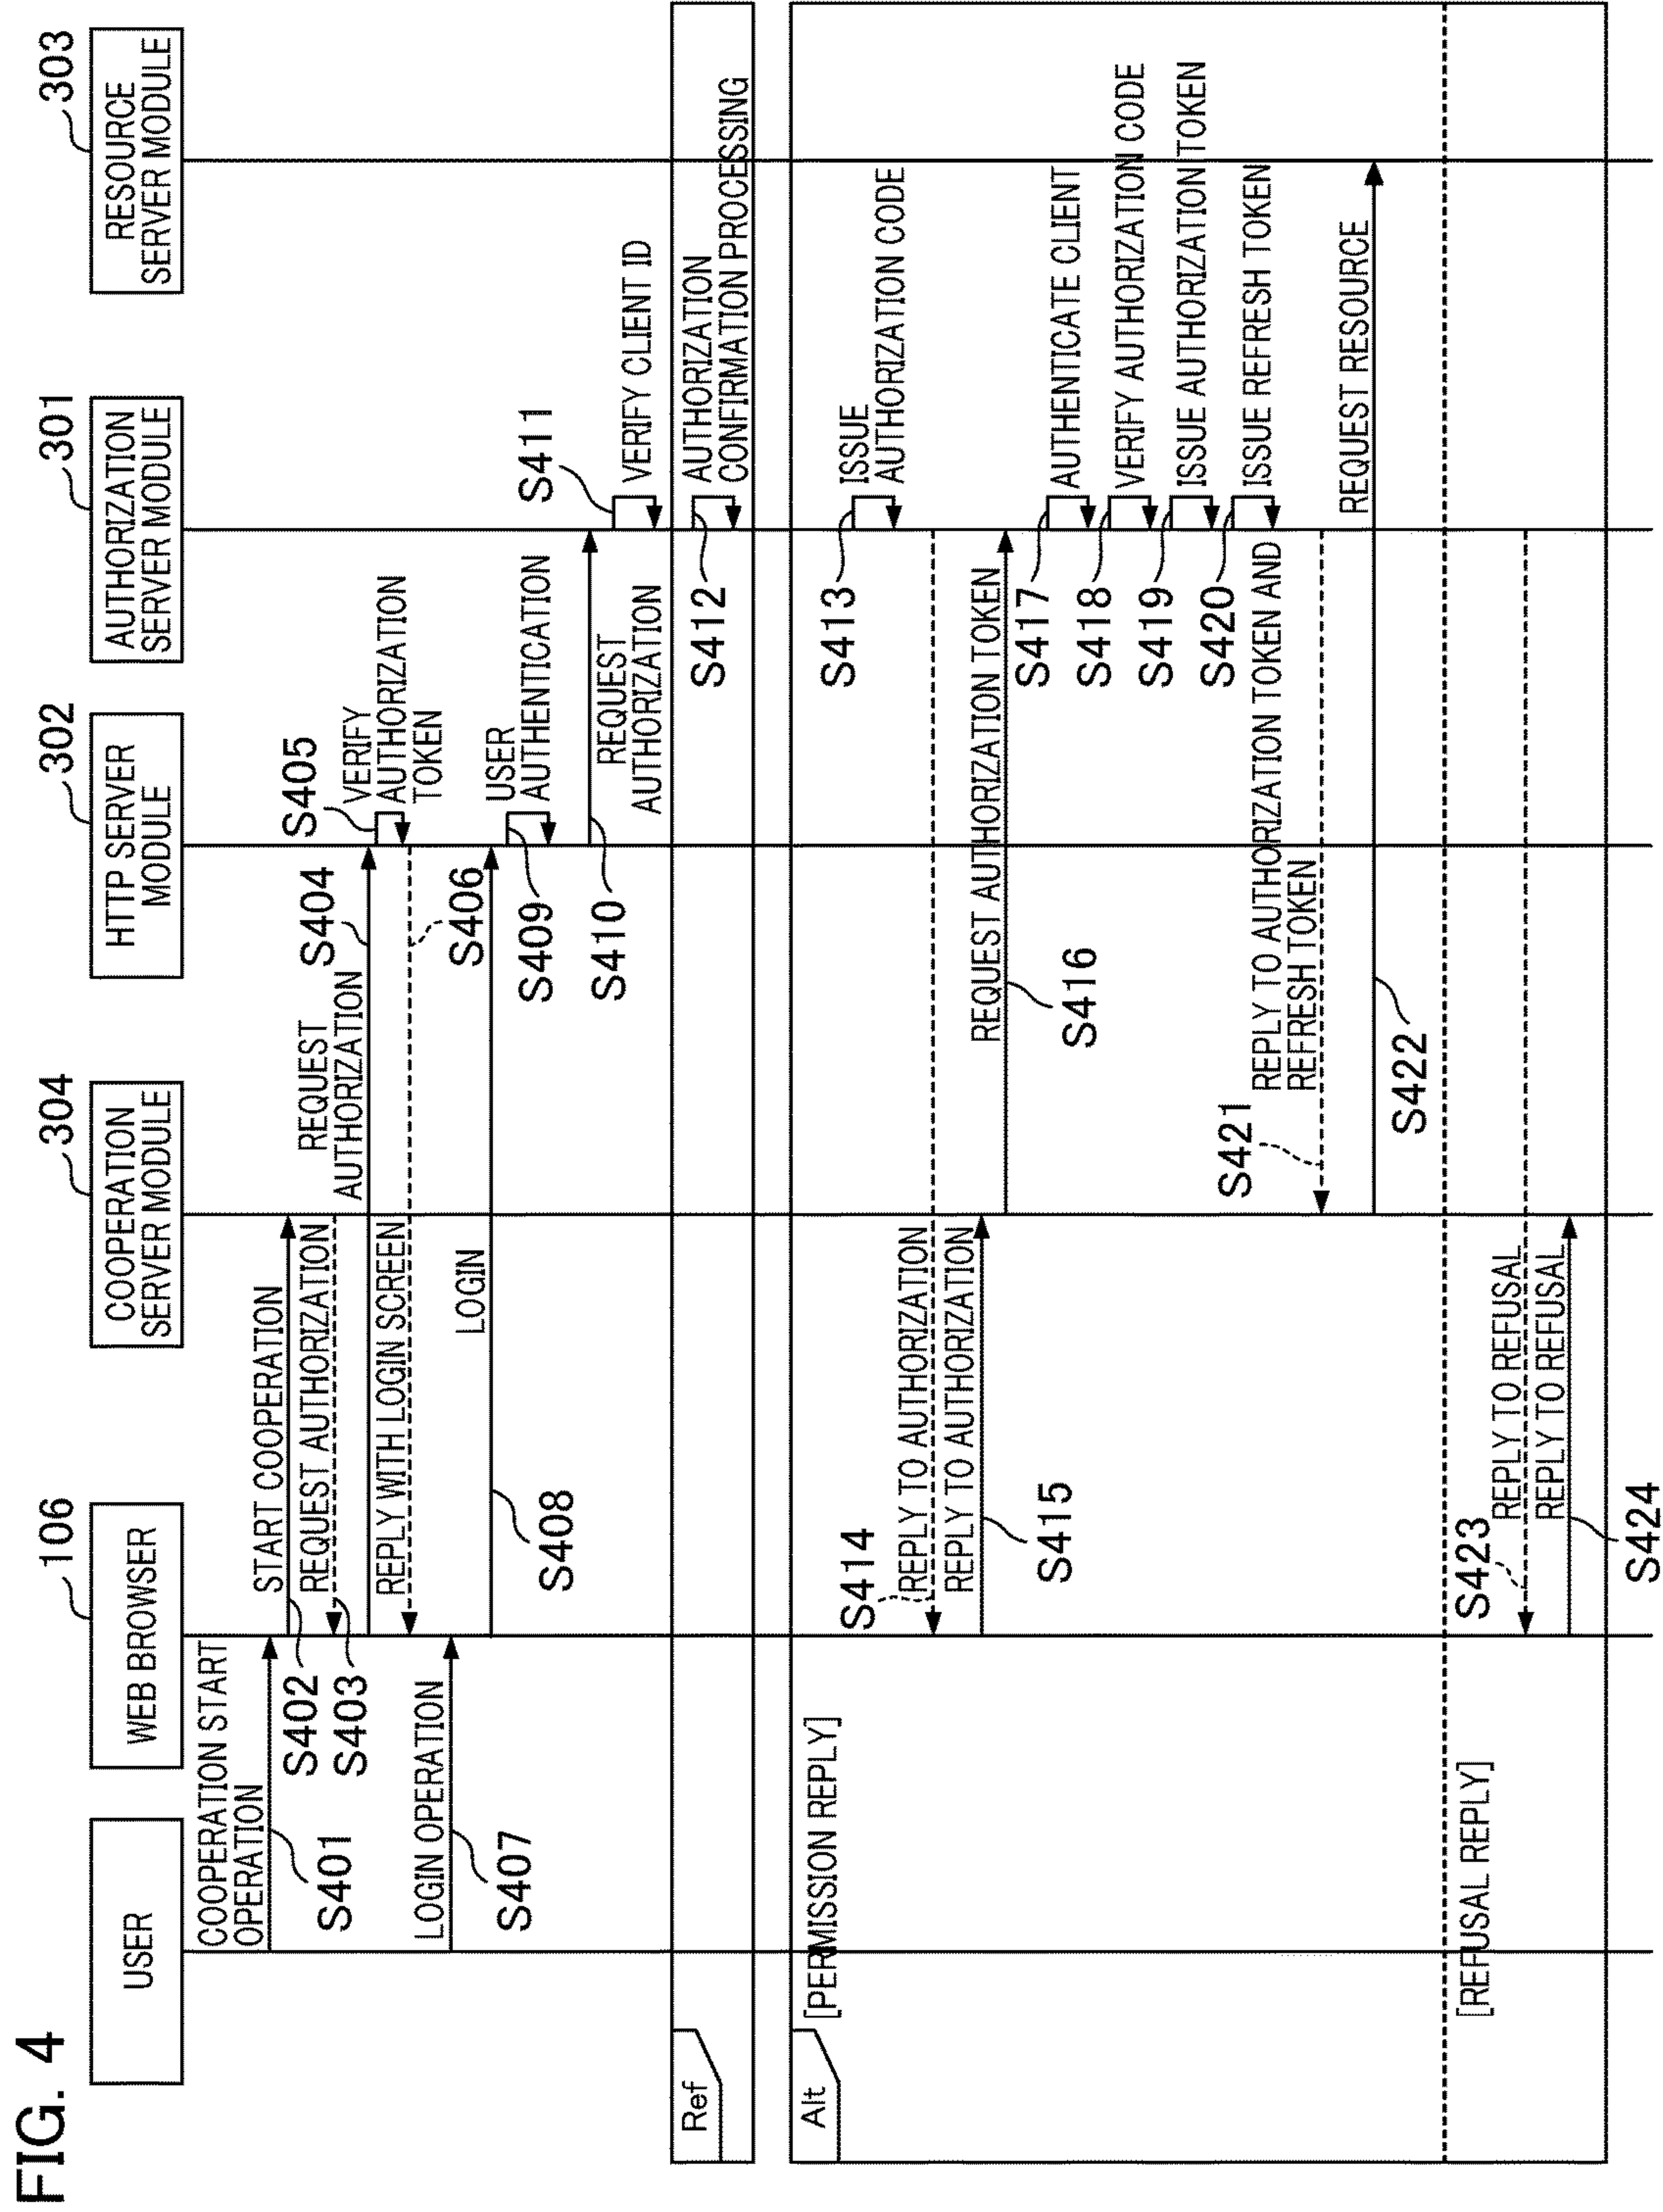 FIG. 4
USER
106
WEB BROWSER
304
COOPERATION
SERVER MODULE
302
HTTP SERVER
MODULE
301
AUTHORIZATION
SERVER MODULE
303
RESOURCE
SERVER MODULE
COOPERATION START
OPERATION
S401
START COOPERATION
S402
REQUEST AUTHORIZATION
S403
REQUEST
AUTHORIZATION
S404
S405
VERIFY
AUTHORIZATION
TOKEN
REPLY WITH LOGIN SCREEN
S406
LOGIN OPERATION
S407
LOGIN
S408
USER
AUTHENTICATION
S409
S410
REQUEST
AUTHORIZATION
S411
VERIFY CLIENT ID
Ref
S412
AUTHORIZATION
CONFIRMATION PROCESSING
Alt
[PERMISSION REPLY]
S413
ISSUE
AUTHORIZATION CODE
S414
REPLY TO AUTHORIZATION
REPLY TO AUTHORIZATION
S415
REQUEST AUTHORIZATION TOKEN
S416
S417
AUTHENTICATE CLIENT
S418
VERIFY AUTHORIZATION CODE
S419
ISSUE AUTHORIZATION TOKEN
S420
ISSUE REFRESH TOKEN
S421
REPLY TO AUTHORIZATION TOKEN AND
REFRESH TOKEN
REQUEST RESOURCE
S422
[REFUSAL REPLY]
S423
REPLY TO REFUSAL
REPLY TO REFUSAL
S424